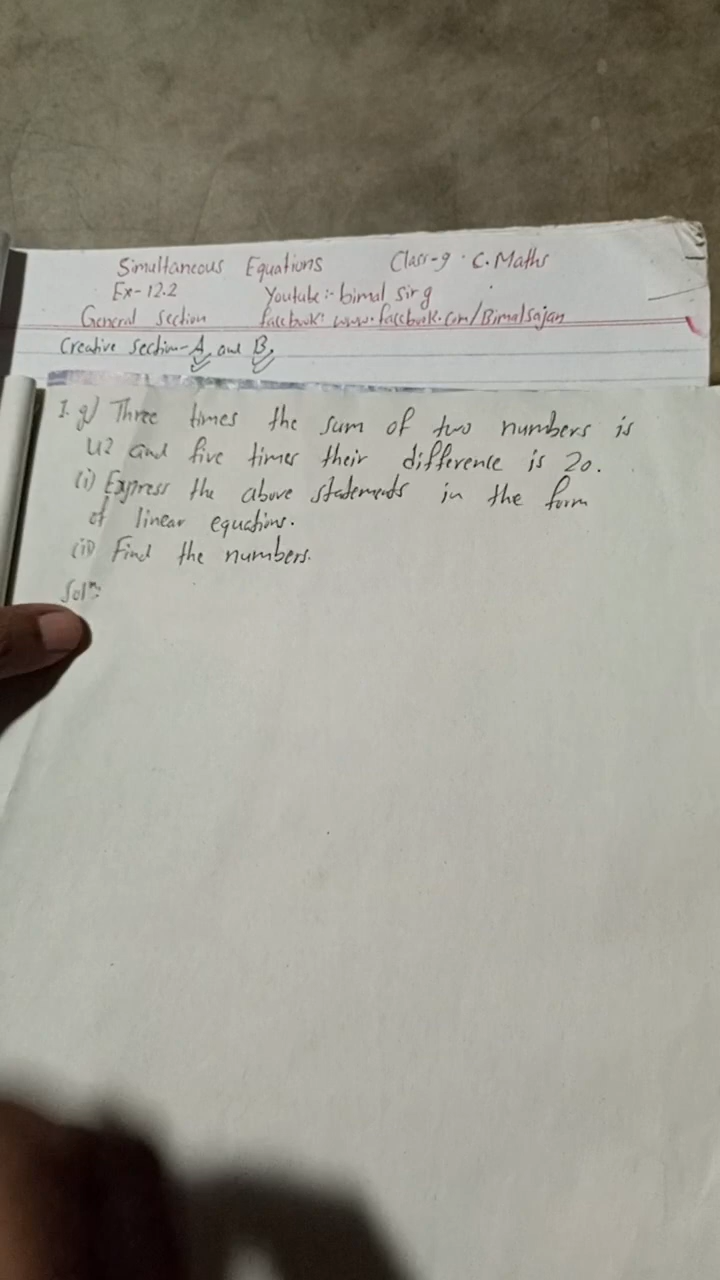 Simultaneous Equations Class-9. C. Maths
Ex-12.2 Youtube:- bimal sir g
General section facebook: www.facebook.com/Bimalsajan
Creative section-A and B
1. g) Three times the sum of two numbers is
42 and five times their difference is 20.
(i) Express the above statements in the form
of linear equations.
(ii) Find the numbers.
Solⁿ: